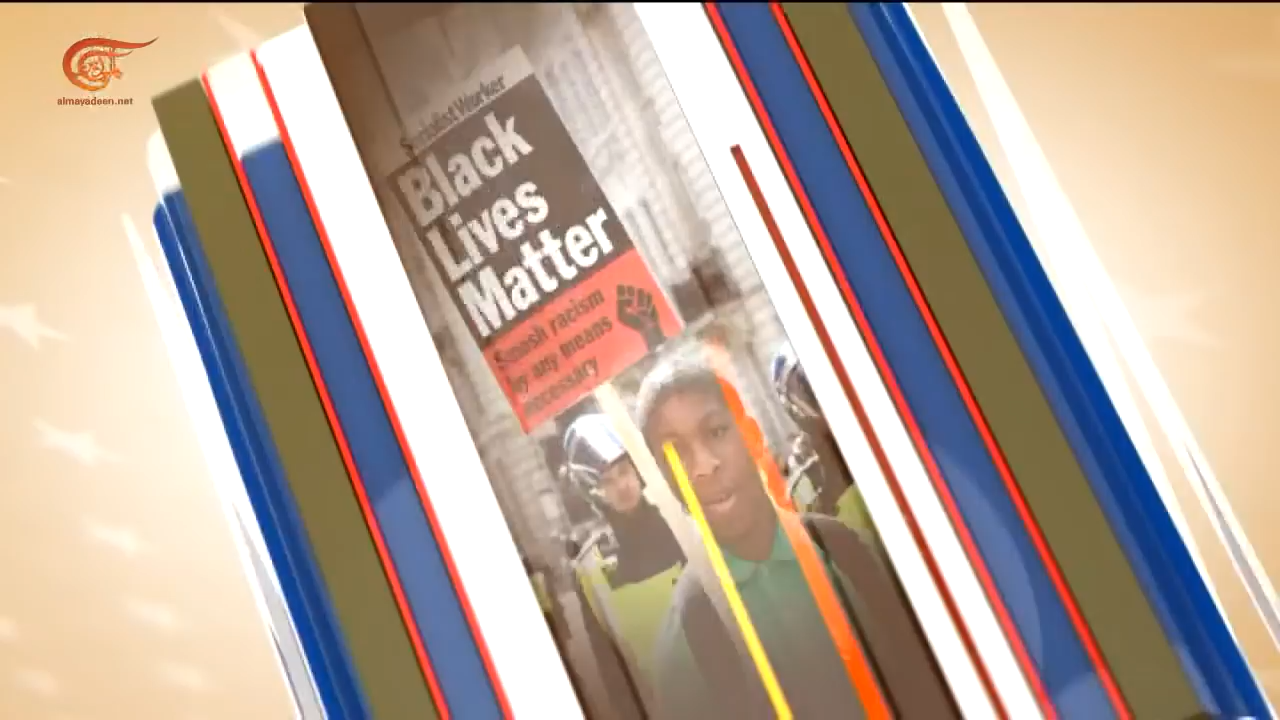 almayadeen.net
Socialist Worker
Black
Lives
Matter
Smash racism
by any means
necessary